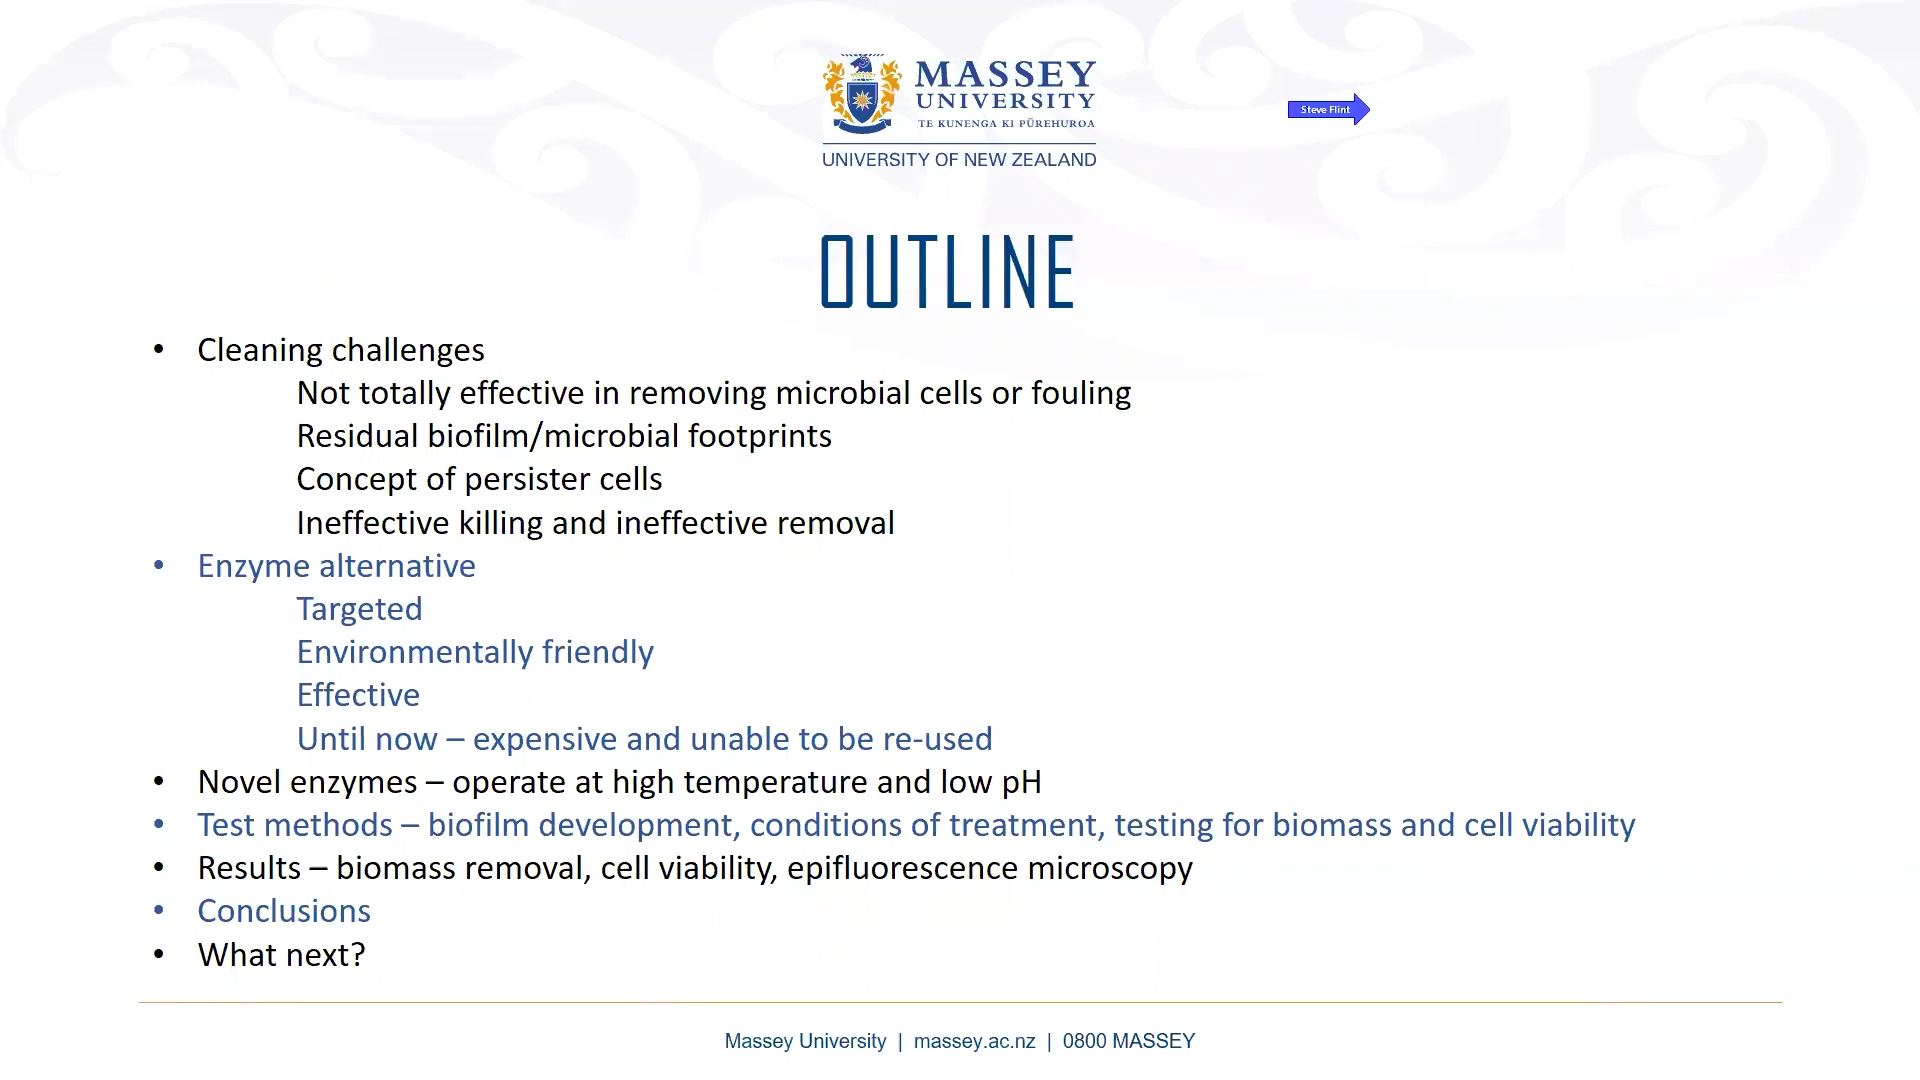 MASSEY
UNIVERSITY
TE KUNENGA KI PŪREHUROA
UNIVERSITY OF NEW ZEALAND
Steve Flint
OUTLINE
• Cleaning challenges
Not totally effective in removing microbial cells or fouling
Residual biofilm/microbial footprints
Concept of persister cells
Ineffective killing and ineffective removal
• Enzyme alternative
Targeted
Environmentally friendly
Effective
Until now – expensive and unable to be re-used
• Novel enzymes – operate at high temperature and low pH
• Test methods – biofilm development, conditions of treatment, testing for biomass and cell viability
• Results – biomass removal, cell viability, epifluorescence microscopy
• Conclusions
• What next?
Massey University | massey.ac.nz | 0800 MASSEY